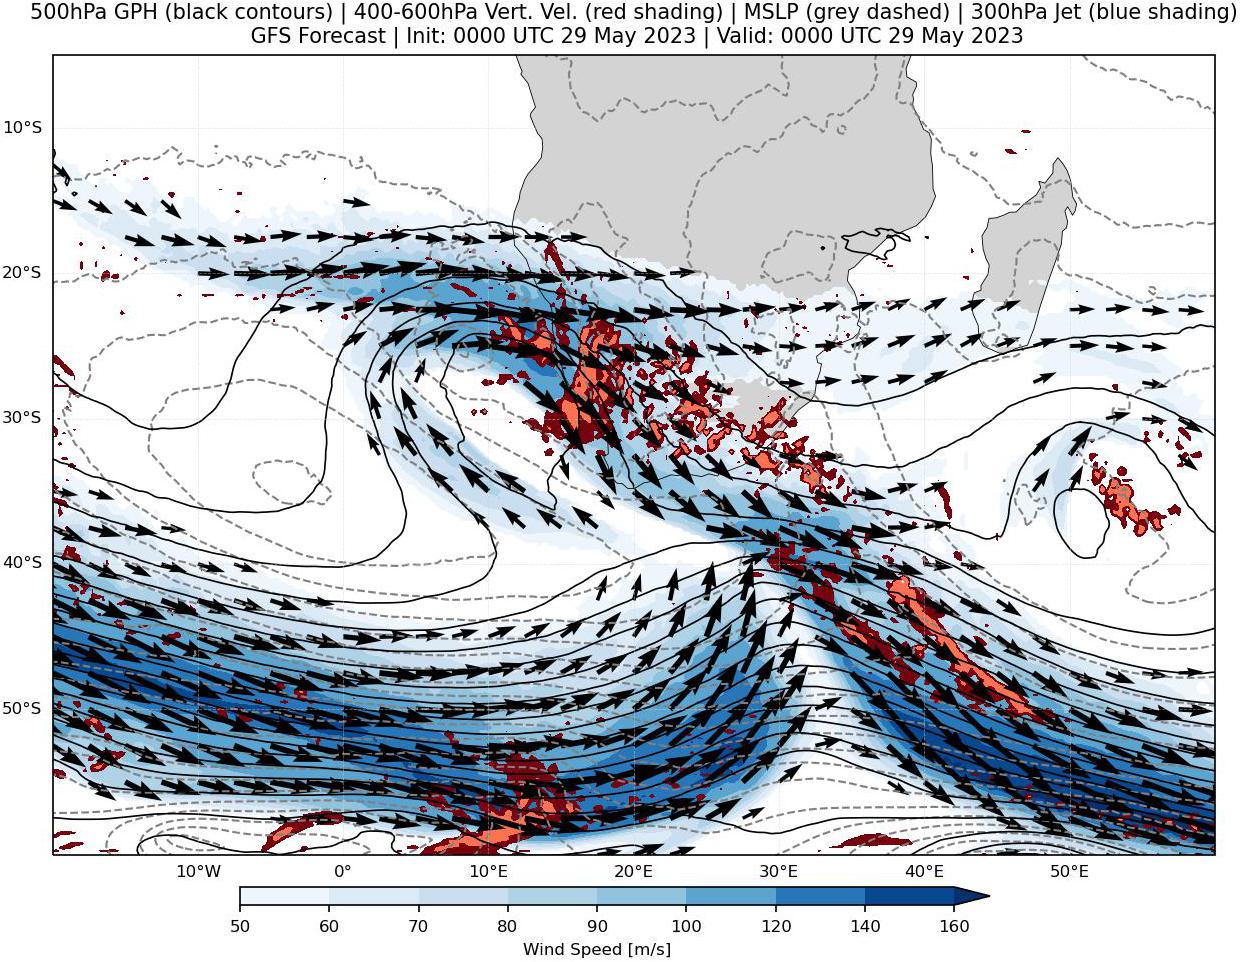 500hPa GPH (black contours) | 400-600hPa Vert. Vel. (red shading) | MSLP (grey dashed) | 300hPa Jet (blue shading)
GFS Forecast | Init: 0000 UTC 29 May 2023 | Valid: 0000 UTC 29 May 2023
10°S
20°S
30°S
40°S
50°S
10°W 0° 10°E 20°E 30°E 40°E 50°E
50 60 70 80 90 100 120 140 160
Wind Speed [m/s]